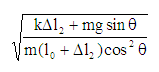 √((kΔl₂ + mg sin θ) / (m(l₀ + Δl₂)cos² θ))